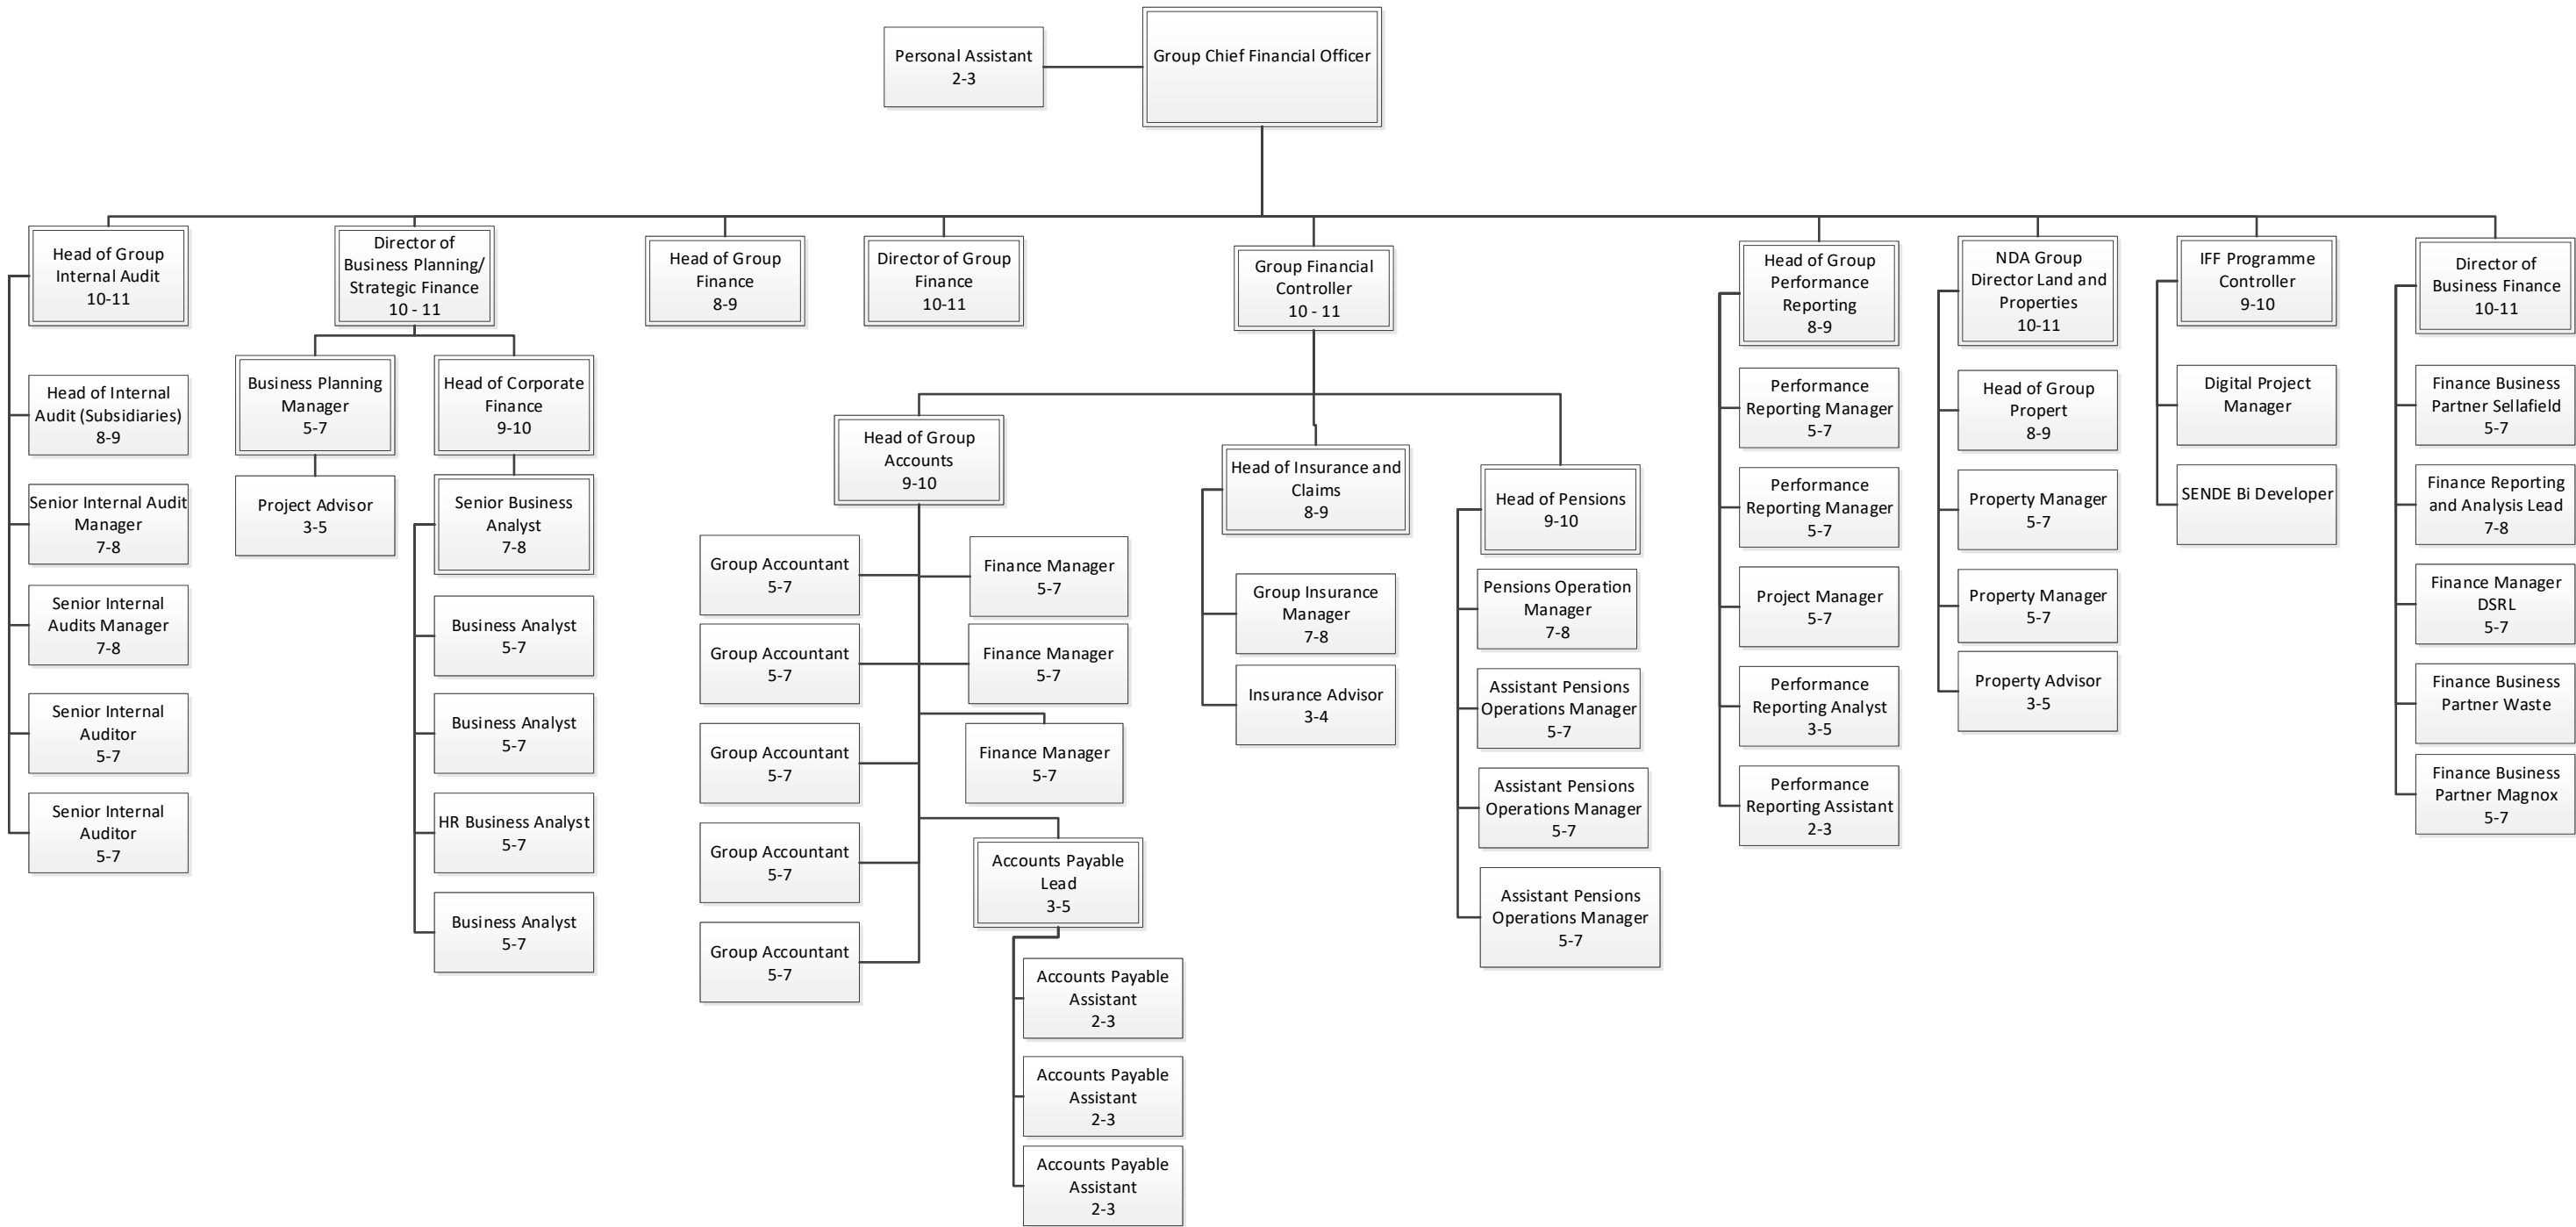 Personal Assistant
2-3
Group Chief Financial Officer
Head of Group
Internal Audit
10-11
Director of
Business Planning/
Strategic Finance
10 - 11
Head of Group
Finance
8-9
Director of Group
Finance
10-11
Group Financial
Controller
10 - 11
Head of Group
Performance
Reporting
8-9
NDA Group
Director Land and
Properties
10-11
IFF Programme
Controller
9-10
Director of
Business Finance
10-11
Head of Internal
Audit (Subsidiaries)
8-9
Senior Internal Audit
Manager
7-8
Senior Internal
Audits Manager
7-8
Senior Internal
Auditor
5-7
Senior Internal
Auditor
5-7
Business Planning
Manager
5-7
Project Advisor
3-5
Head of Corporate
Finance
9-10
Senior Business
Analyst
7-8
Business Analyst
5-7
Business Analyst
5-7
HR Business Analyst
5-7
Business Analyst
5-7
Head of Group
Accounts
9-10
Group Accountant
5-7
Group Accountant
5-7
Group Accountant
5-7
Group Accountant
5-7
Group Accountant
5-7
Finance Manager
5-7
Finance Manager
5-7
Finance Manager
5-7
Accounts Payable
Lead
3-5
Accounts Payable
Assistant
2-3
Accounts Payable
Assistant
2-3
Accounts Payable
Assistant
2-3
Head of Insurance and
Claims
8-9
Group Insurance
Manager
7-8
Insurance Advisor
3-4
Head of Pensions
9-10
Pensions Operation
Manager
7-8
Assistant Pensions
Operations Manager
5-7
Assistant Pensions
Operations Manager
5-7
Assistant Pensions
Operations Manager
5-7
Performance
Reporting Manager
5-7
Performance
Reporting Manager
5-7
Project Manager
5-7
Performance
Reporting Analyst
3-5
Performance
Reporting Assistant
2-3
Head of Group
Propert
8-9
Property Manager
5-7
Property Manager
5-7
Property Advisor
3-5
Digital Project
Manager
SENDE Bi Developer
Finance Business
Partner Sellafield
5-7
Finance Reporting
and Analysis Lead
7-8
Finance Manager
DSRL
5-7
Finance Business
Partner Waste
Finance Business
Partner Magnox
5-7